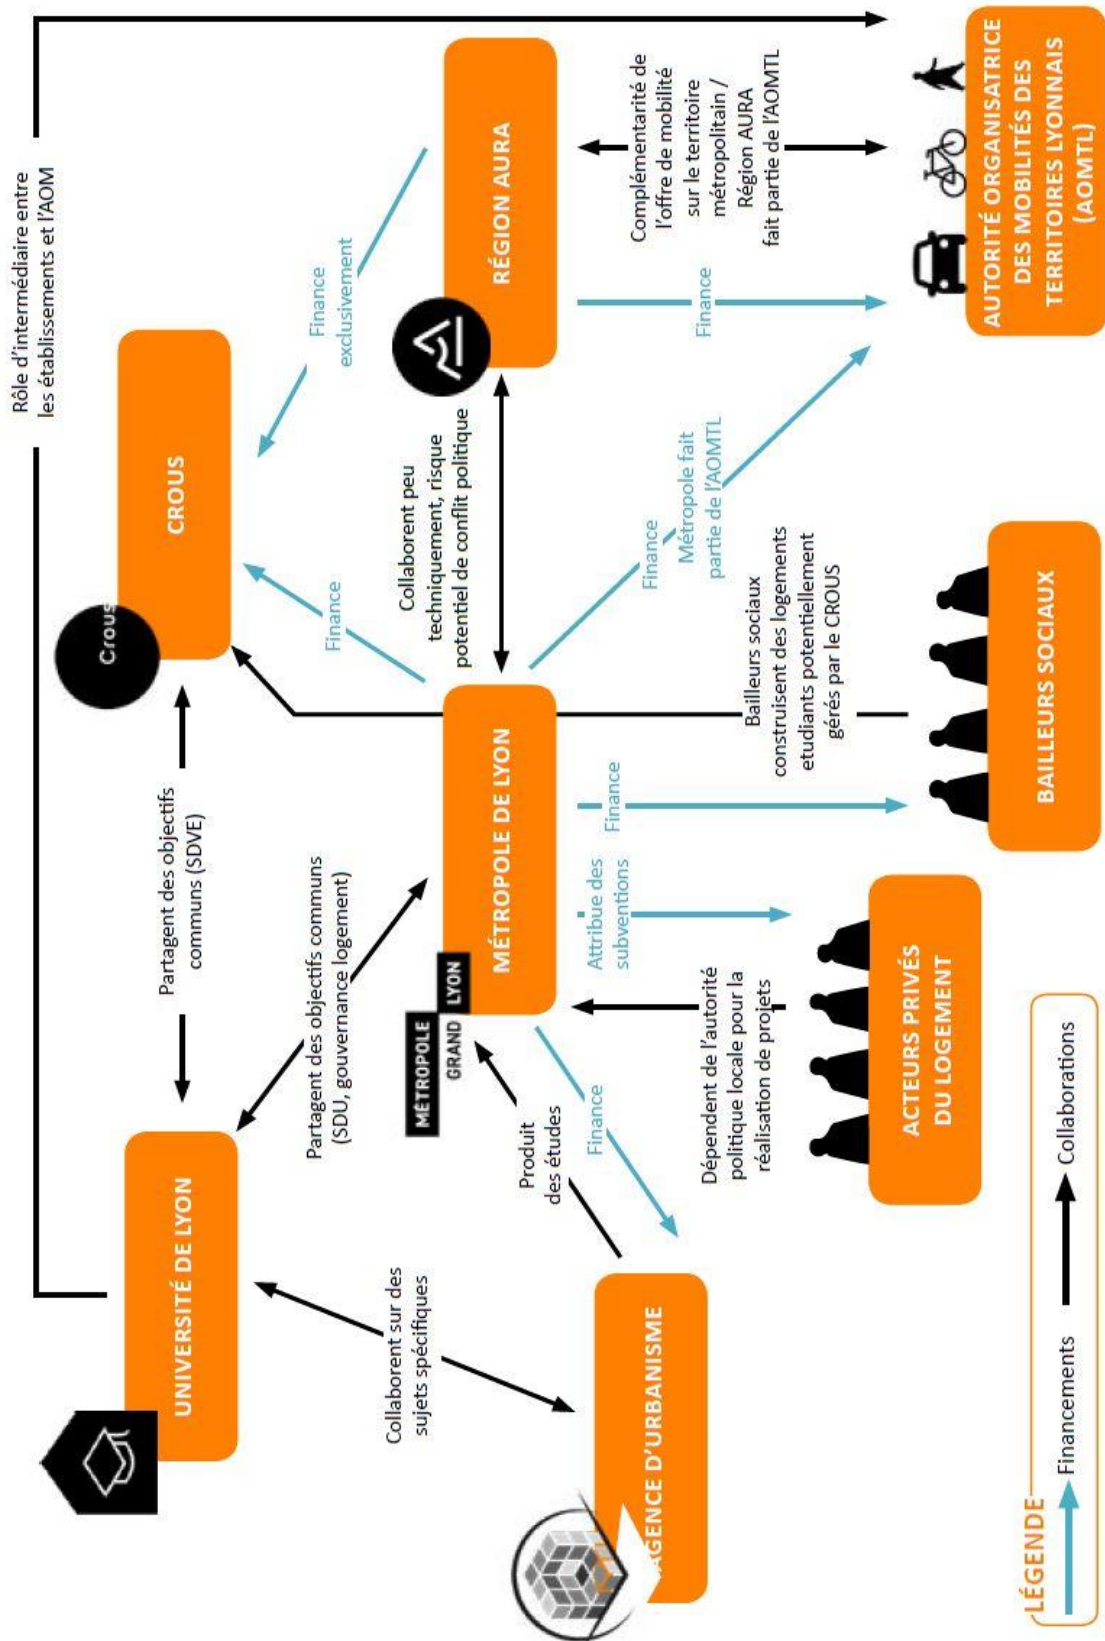 Rôle d'intermédiaire entre
les établissements et l'AOM
UNIVERSITÉ DE LYON
Partagent des objectifs
communs (SDVE)
Crous
CROUS
Finance
exclusivement
RÉGION AURA
Partagent des objectifs communs
(SDU, gouvernance logement)
Finance
Collaborent peu
techniquement, risque
potentiel de conflit politique
Complémentarité de
l'offre de mobilité
sur le territoire
métropolitain /
Région AURA
fait partie de l'AOMTL
Collaborent sur des
sujets spécifiques
Produit
des études
MÉTROPOLE
GRAND LYON
MÉTROPOLE DE LYON
Finance
Finance
Métropole fait
partie de l'AOMTL
Finance
AGENCE D'URBANISME
Dépendent de l'autorité
politique locale pour la
réalisation de projets
Attribue des
subventions
Finance
Bailleurs sociaux
construisent des logements
etudiants potentiellement
gérés par le CROUS
AUTORITÉ ORGANISATRICE
DES MOBILITÉS DES
TERRITOIRES LYONNAIS
(AOMTL)
ACTEURS PRIVÉS
DU LOGEMENT
BAILLEURS SOCIAUX
LÉGENDE
Financements
Collaborations